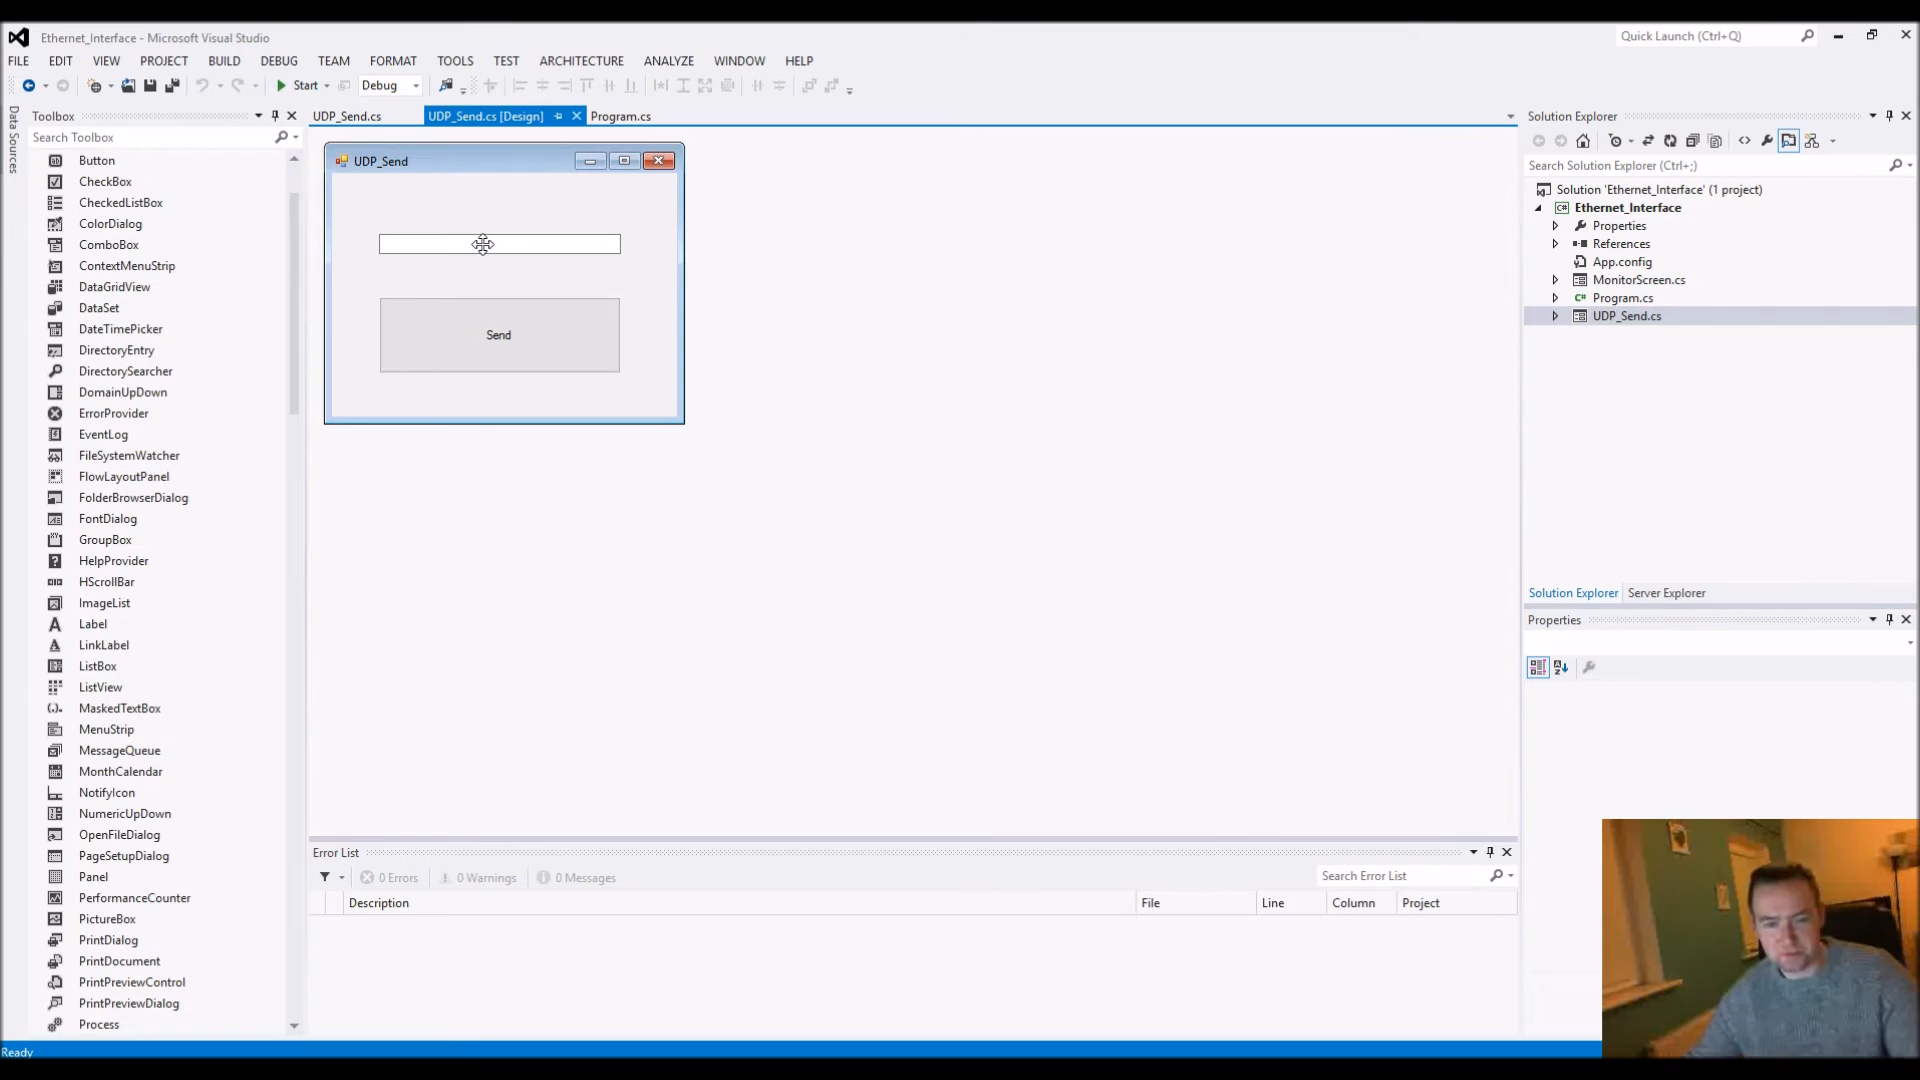 Ethernet_Interface - Microsoft Visual Studio
Quick Launch (Ctrl+Q)
FILE EDIT VIEW PROJECT BUILD DEBUG TEAM FORMAT TOOLS TEST ARCHITECTURE ANALYZE WINDOW HELP
Start Debug
Data Sources
Toolbox
Search Toolbox
Button
CheckBox
CheckedListBox
ColorDialog
ComboBox
ContextMenuStrip
DataGridView
DataSet
DateTimePicker
DirectoryEntry
DirectorySearcher
DomainUpDown
ErrorProvider
EventLog
FileSystemWatcher
FlowLayoutPanel
FolderBrowserDialog
FontDialog
GroupBox
HelpProvider
HScrollBar
ImageList
Label
LinkLabel
ListBox
ListView
MaskedTextBox
MenuStrip
MessageQueue
MonthCalendar
NotifyIcon
NumericUpDown
OpenFileDialog
PageSetupDialog
Panel
PerformanceCounter
PictureBox
PrintDialog
PrintDocument
PrintPreviewControl
PrintPreviewDialog
Process
UDP_Send.cs UDP_Send.cs [Design] Program.cs
UDP_Send
Send
Error List
0 Errors 0 Warnings 0 Messages
Search Error List
Description File Line Column Project
Solution Explorer
Search Solution Explorer (Ctrl+;)
Solution 'Ethernet_Interface' (1 project)
Ethernet_Interface
Properties
References
App.config
MonitorScreen.cs
Program.cs
UDP_Send.cs
Solution Explorer Server Explorer
Properties
Ready